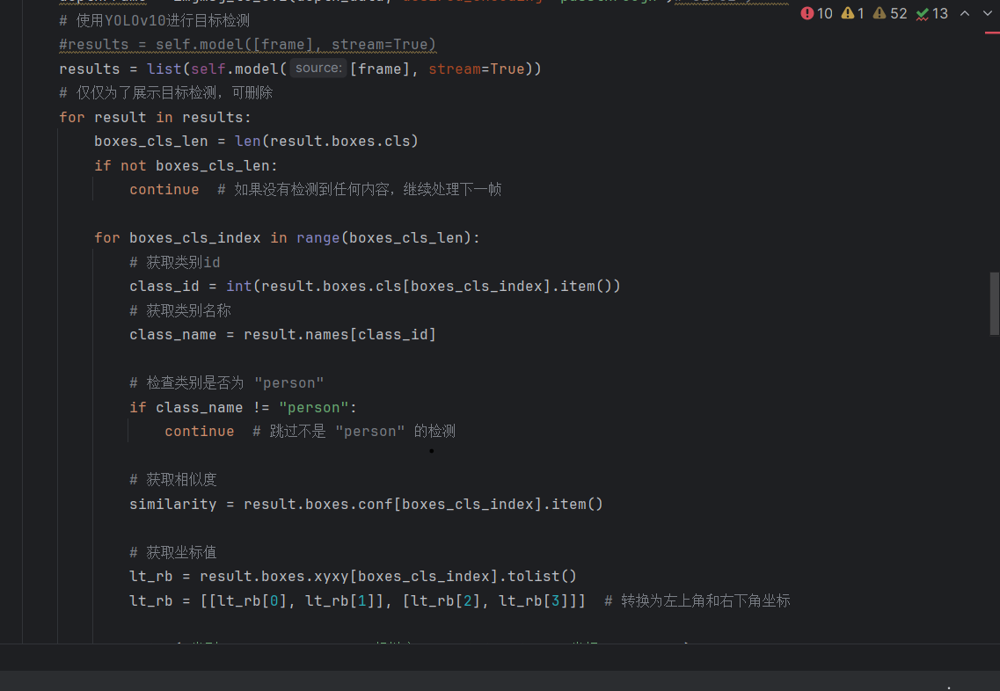 10 1 52 13
# 使用YOLOv10进行目标检测
#results = self.model([frame], stream=True)
results = list(self.model( source: [frame], stream=True))
# 仅仅为了展示目标检测，可删除
for result in results:
boxes_cls_len = len(result.boxes.cls)
if not boxes_cls_len:
continue  # 如果没有检测到任何内容，继续处理下一帧
for boxes_cls_index in range(boxes_cls_len):
# 获取类别id
class_id = int(result.boxes.cls[boxes_cls_index].item())
# 获取类别名称
class_name = result.names[class_id]
# 检查类别是否为 "person"
if class_name != "person":
continue  # 跳过不是 "person" 的检测
# 获取相似度
similarity = result.boxes.conf[boxes_cls_index].item()
# 获取坐标值
lt_rb = result.boxes.xyxy[boxes_cls_index].tolist()
lt_rb = [[lt_rb[0], lt_rb[1]], [lt_rb[2], lt_rb[3]]]  # 转换为左上角和右下角坐标